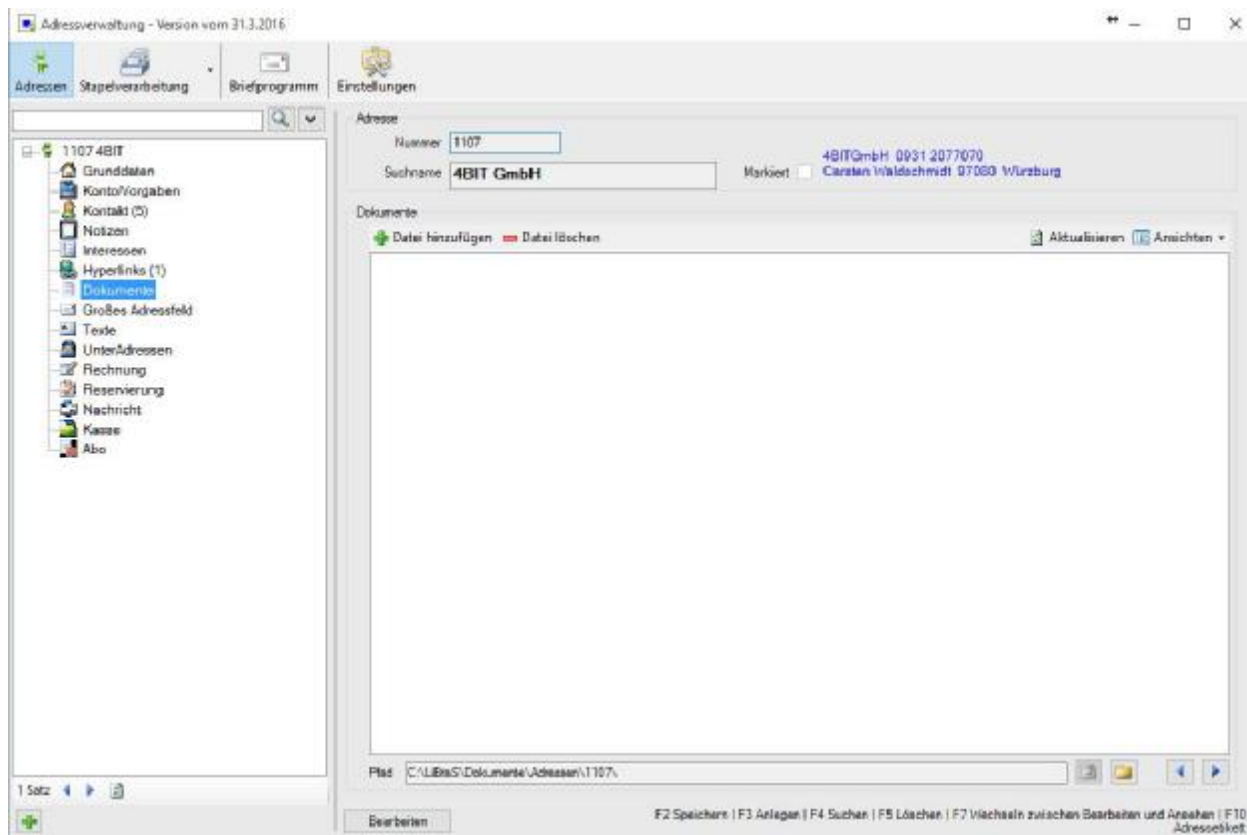 Adressverwaltung - Version vom 31.3.2016
Adressen Stapelverarbeitung Briefprogramm Einstellungen
Adresse
Nummer 1107
Suchname 4BIT GmbH
Markiert
4BITGmbH 0931 2077070
Carsten Waldschmidt 97080 Würzburg
1107 4BIT
Grunddaten
Konto/Vorgaben
Kontakt (5)
Notizen
Interessen
Hyperlinks (1)
Dokumente
Großes Adressfeld
Texte
UnterAdressen
Rechnung
Reservierung
Nachricht
Kasse
Abo
Dokumente
Datei hinzufügen Datei löschen Aktualisieren Ansichten
Pfad C:\LiBraS\Dokumente\Adressen\1107\
1 Satz
Bearbeiten
F2 Speichern | F3 Anlegen | F4 Suchen | F5 Löschen | F7 Wechseln zwischen Bearbeiten und Ansehen | F10
Adressetikett